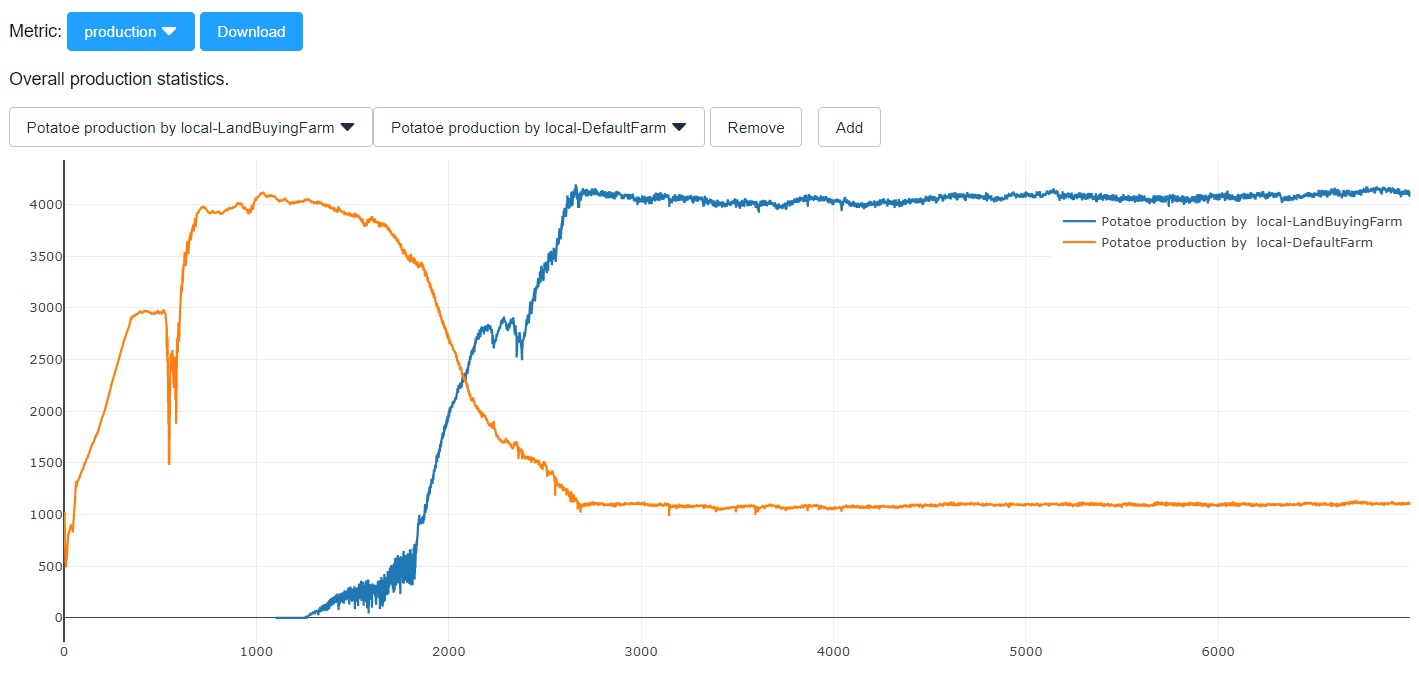 Metric: production Download
Overall production statistics.
Potatoe production by local-LandBuyingFarm Potatoe production by local-DefaultFarm Remove Add
4000
3500
3000
2500
2000
1500
1000
500
0
Potatoe production by local-LandBuyingFarm
Potatoe production by local-DefaultFarm
0 1000 2000 3000 4000 5000 6000